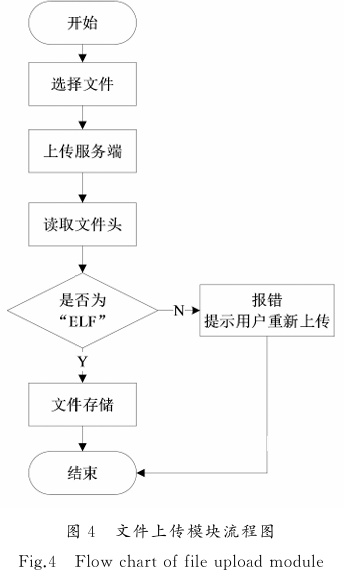 开始
选择文件
上传服务端
读取文件头
是否为
“ELF”
N
报错
提示用户重新上传
Y
文件存储
结束
图 4 文件上传模块流程图
Fig.4 Flow chart of file upload module